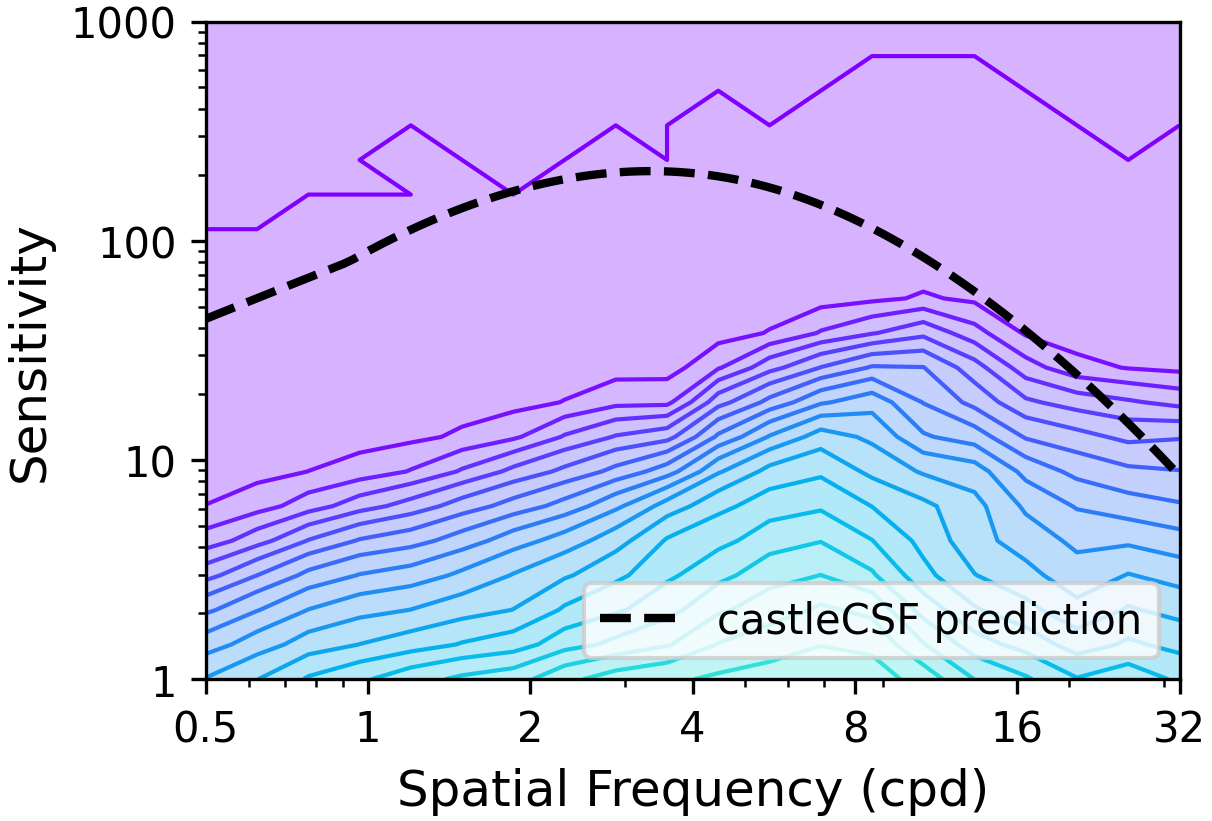 1000
100
10
1
Sensitivity
castleCSF prediction
0.5 1 2 4 8 16 32
Spatial Frequency (cpd)